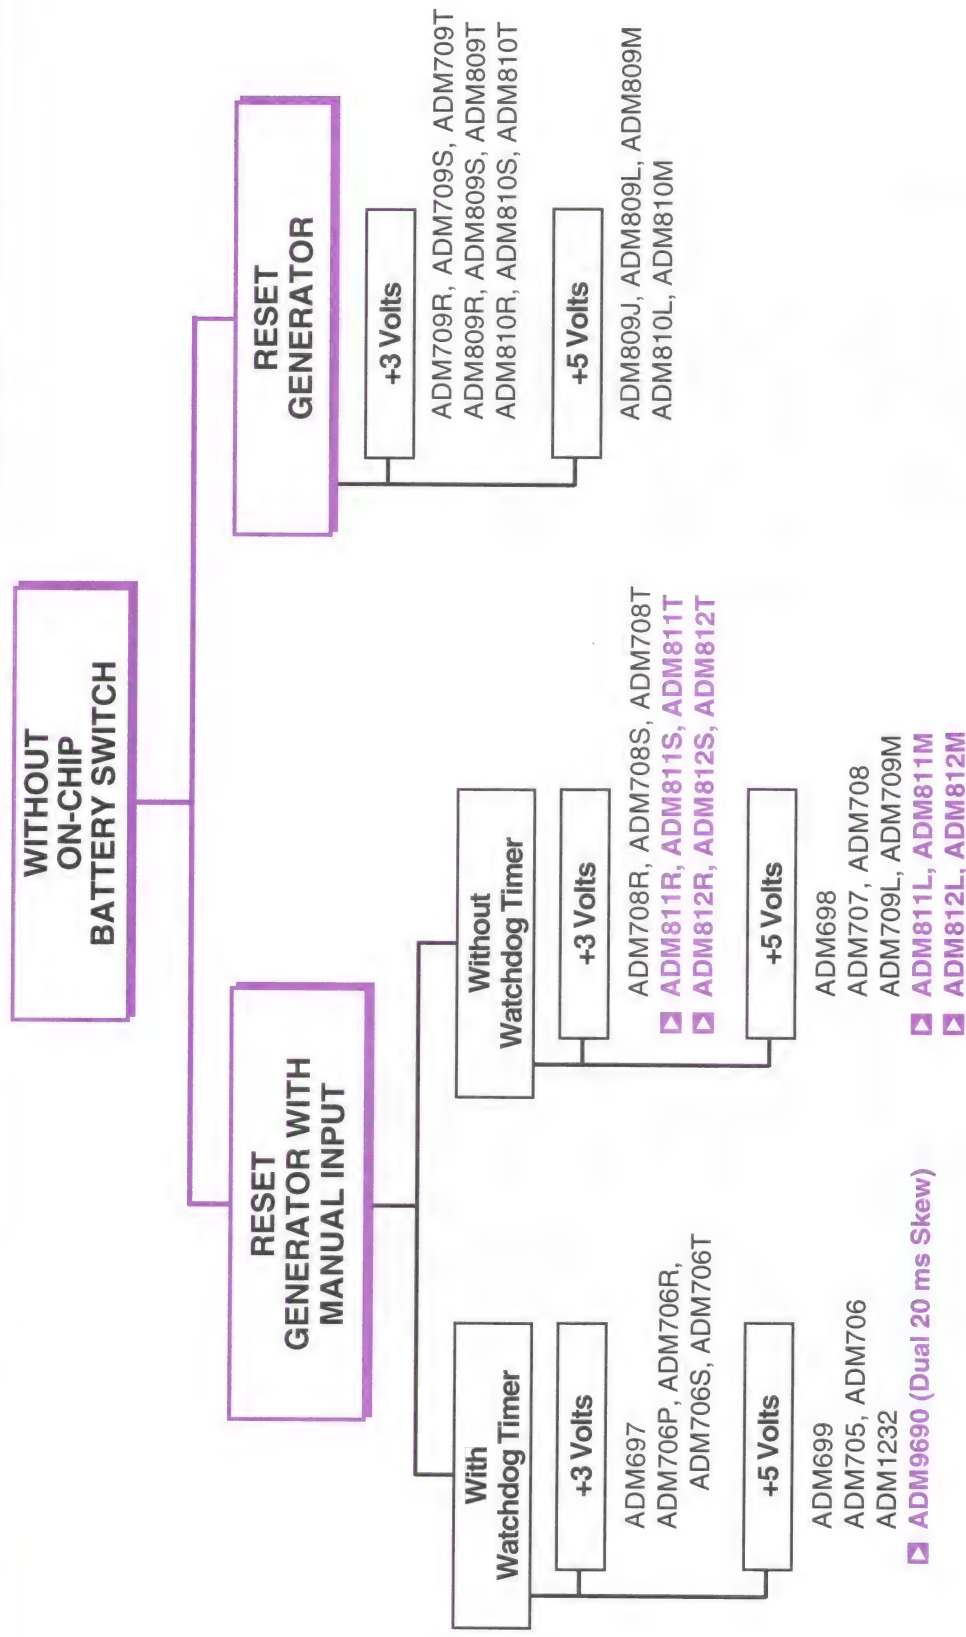 WITHOUT
ON-CHIP
BATTERY SWITCH
RESET
GENERATOR WITH
MANUAL INPUT
With
Watchdog Timer
+3 Volts
ADM697
ADM706P, ADM706R,
ADM706S, ADM706T
+5 Volts
ADM699
ADM705, ADM706
ADM1232
ADM9690 (Dual 20 ms Skew)
Without
Watchdog Timer
+3 Volts
ADM708R, ADM708S, ADM708T
ADM811R, ADM811S, ADM811T
ADM812R, ADM812S, ADM812T
+5 Volts
ADM698
ADM707, ADM708
ADM709L, ADM709M
ADM811L, ADM811M
ADM812L, ADM812M
RESET
GENERATOR
+3 Volts
ADM709R, ADM709S, ADM709T
ADM809R, ADM809S, ADM809T
ADM810R, ADM810S, ADM810T
+5 Volts
ADM809J, ADM809L, ADM809M
ADM810L, ADM810M